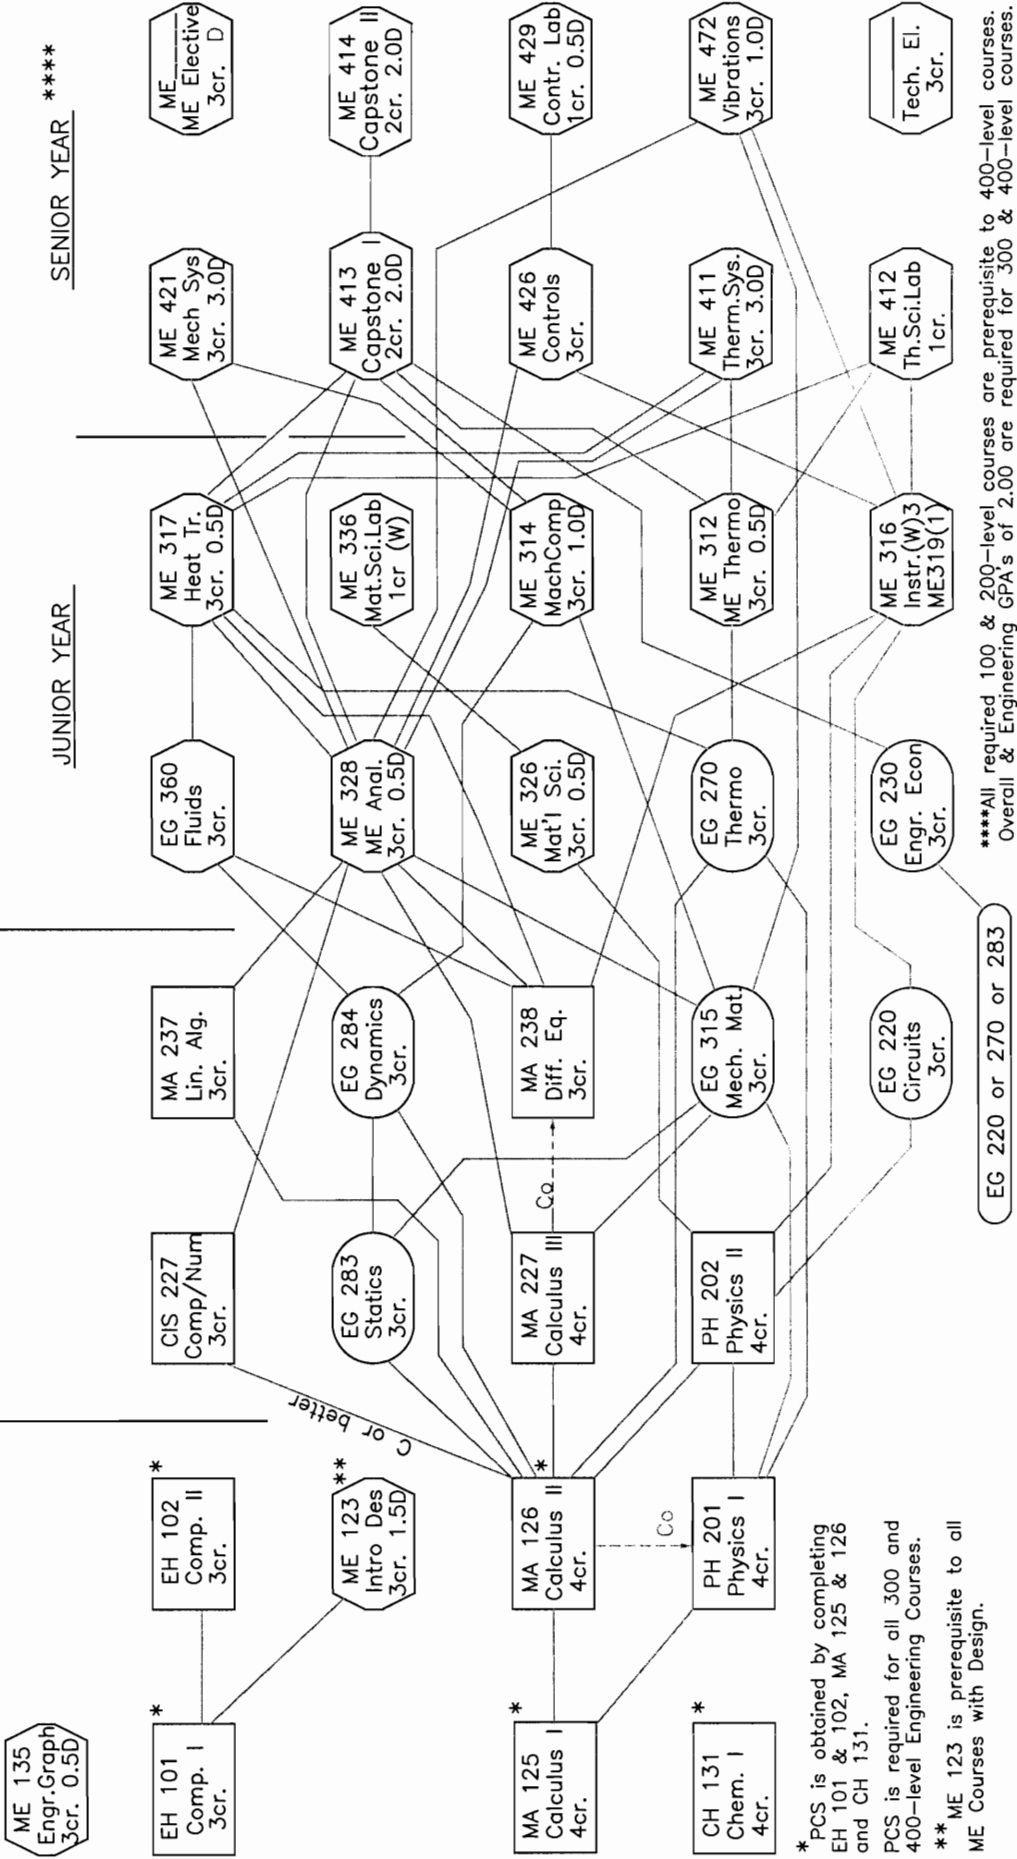 JUNIOR YEAR
SENIOR YEAR ****
ME 135
Engr.Graph
3cr. 0.5D
EH 101 *
Comp. I
3cr.
MA 125 *
Calculus I
4cr.
CH 131 *
Chem. I
4cr.
EH 102 *
Comp. II
3cr.
ME 123 **
Intro Des
3cr. 1.5D
MA 126 *
Calculus II
4cr.
Co
PH 201
Physics I
4cr.
C or better
CIS 227
Comp/Num
3cr.
EG 283
Statics
3cr.
MA 227
Calculus III
4cr.
Co
PH 202
Physics II
4cr.
MA 237
Lin. Alg.
3cr.
EG 284
Dynamics
3cr.
MA 238
Diff. Eq.
3cr.
EG 315
Mech. Mat.
3cr.
EG 220
Circuits
3cr.
EG 220 or 270 or 283
EG 360
Fluids
3cr.
ME 328
ME Anal.
3cr. 0.5D
ME 326
Mat'l Sci.
3cr. 0.5D
EG 270
Thermo
3cr.
EG 230
Engr. Econ
3cr.
ME 317
Heat Tr.
3cr. 0.5D
ME 336
Mat.Sci.Lab
1cr (W)
ME 314
MachComp
3cr. 1.0D
ME 312
ME Thermo
3cr. 0.5D
ME 316
Instr.(W)3
ME319(1)
ME 421
Mech Sys
3cr. 3.0D
ME 413
Capstone I
2cr. 2.0D
ME 426
Controls
3cr.
ME 411
Therm.Sys.
3cr. 3.0D
ME 412
Th.Sci.Lab
1cr.
ME___
ME Elective
3cr. D
ME 414
Capstone II
2cr. 2.0D
ME 429
Contr. Lab
1cr. 0.5D
ME 472
Vibrations
3cr. 1.0D
Tech. El.
3cr.
* PCS is obtained by completing
EH 101 & 102, MA 125 & 126
and CH 131.
PCS is required for all 300 and
400-level Engineering Courses.
** ME 123 is prerequisite to all
ME Courses with Design.
****All required 100 & 200-level courses are prerequisite to 400-level courses.
Overall & Engineering GPA's of 2.00 are required for 300 & 400-level courses.